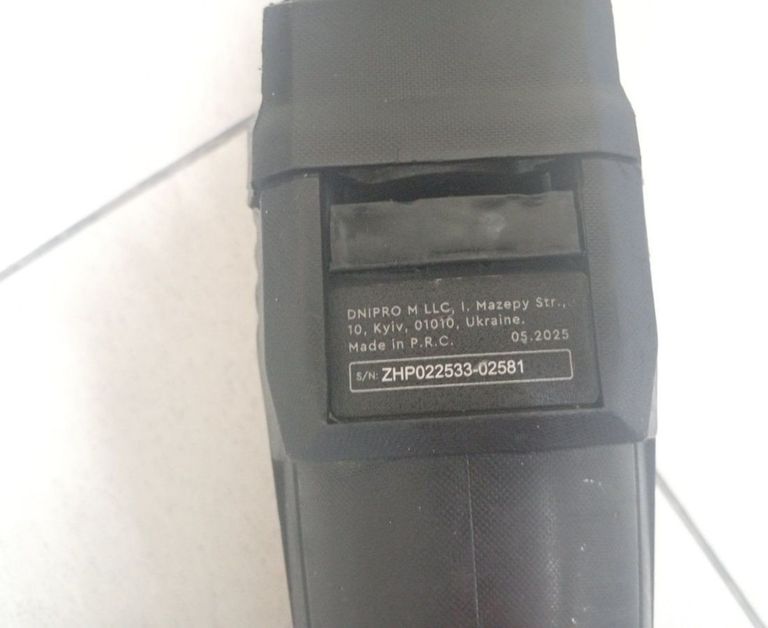 DNIPRO M LLC, I. Mazepy Str.,
10, Kyiv, 01010, Ukraine.
Made in P.R.C. 05.2025
S/N: ZHP022533-02581